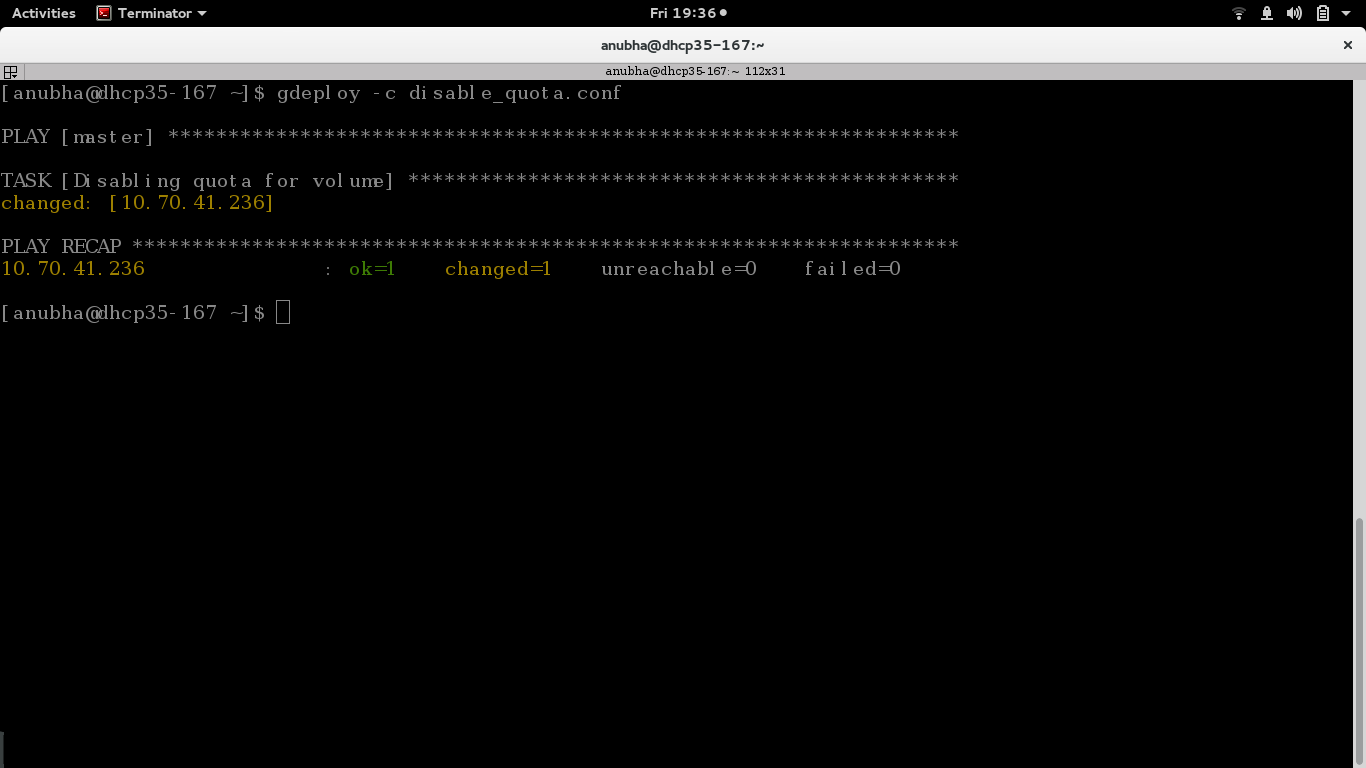 Activities Terminator Fri 19:36
anubha@dhcp35-167:~
anubha@dhcp35-167:~ 112x31
[anubha@dhcp35-167 ~]$ gdeploy -c disable_quota.conf
PLAY [master] ******************************************************************
TASK [Disabling quota for volume] **********************************************
changed: [10.70.41.236]
PLAY RECAP *********************************************************************
10.70.41.236 : ok=1 changed=1 unreachable=0 failed=0
[anubha@dhcp35-167 ~]$